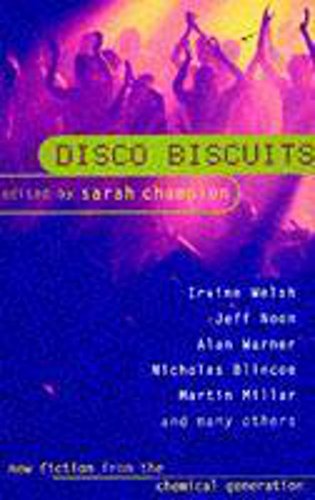 DISCO BISCUITS
edited by sarah champion
Irvine Welsh
Jeff Noon
Alan Warner
Nicholas Blincoe
Martin Millar
and many others
new fiction from the
chemical generation